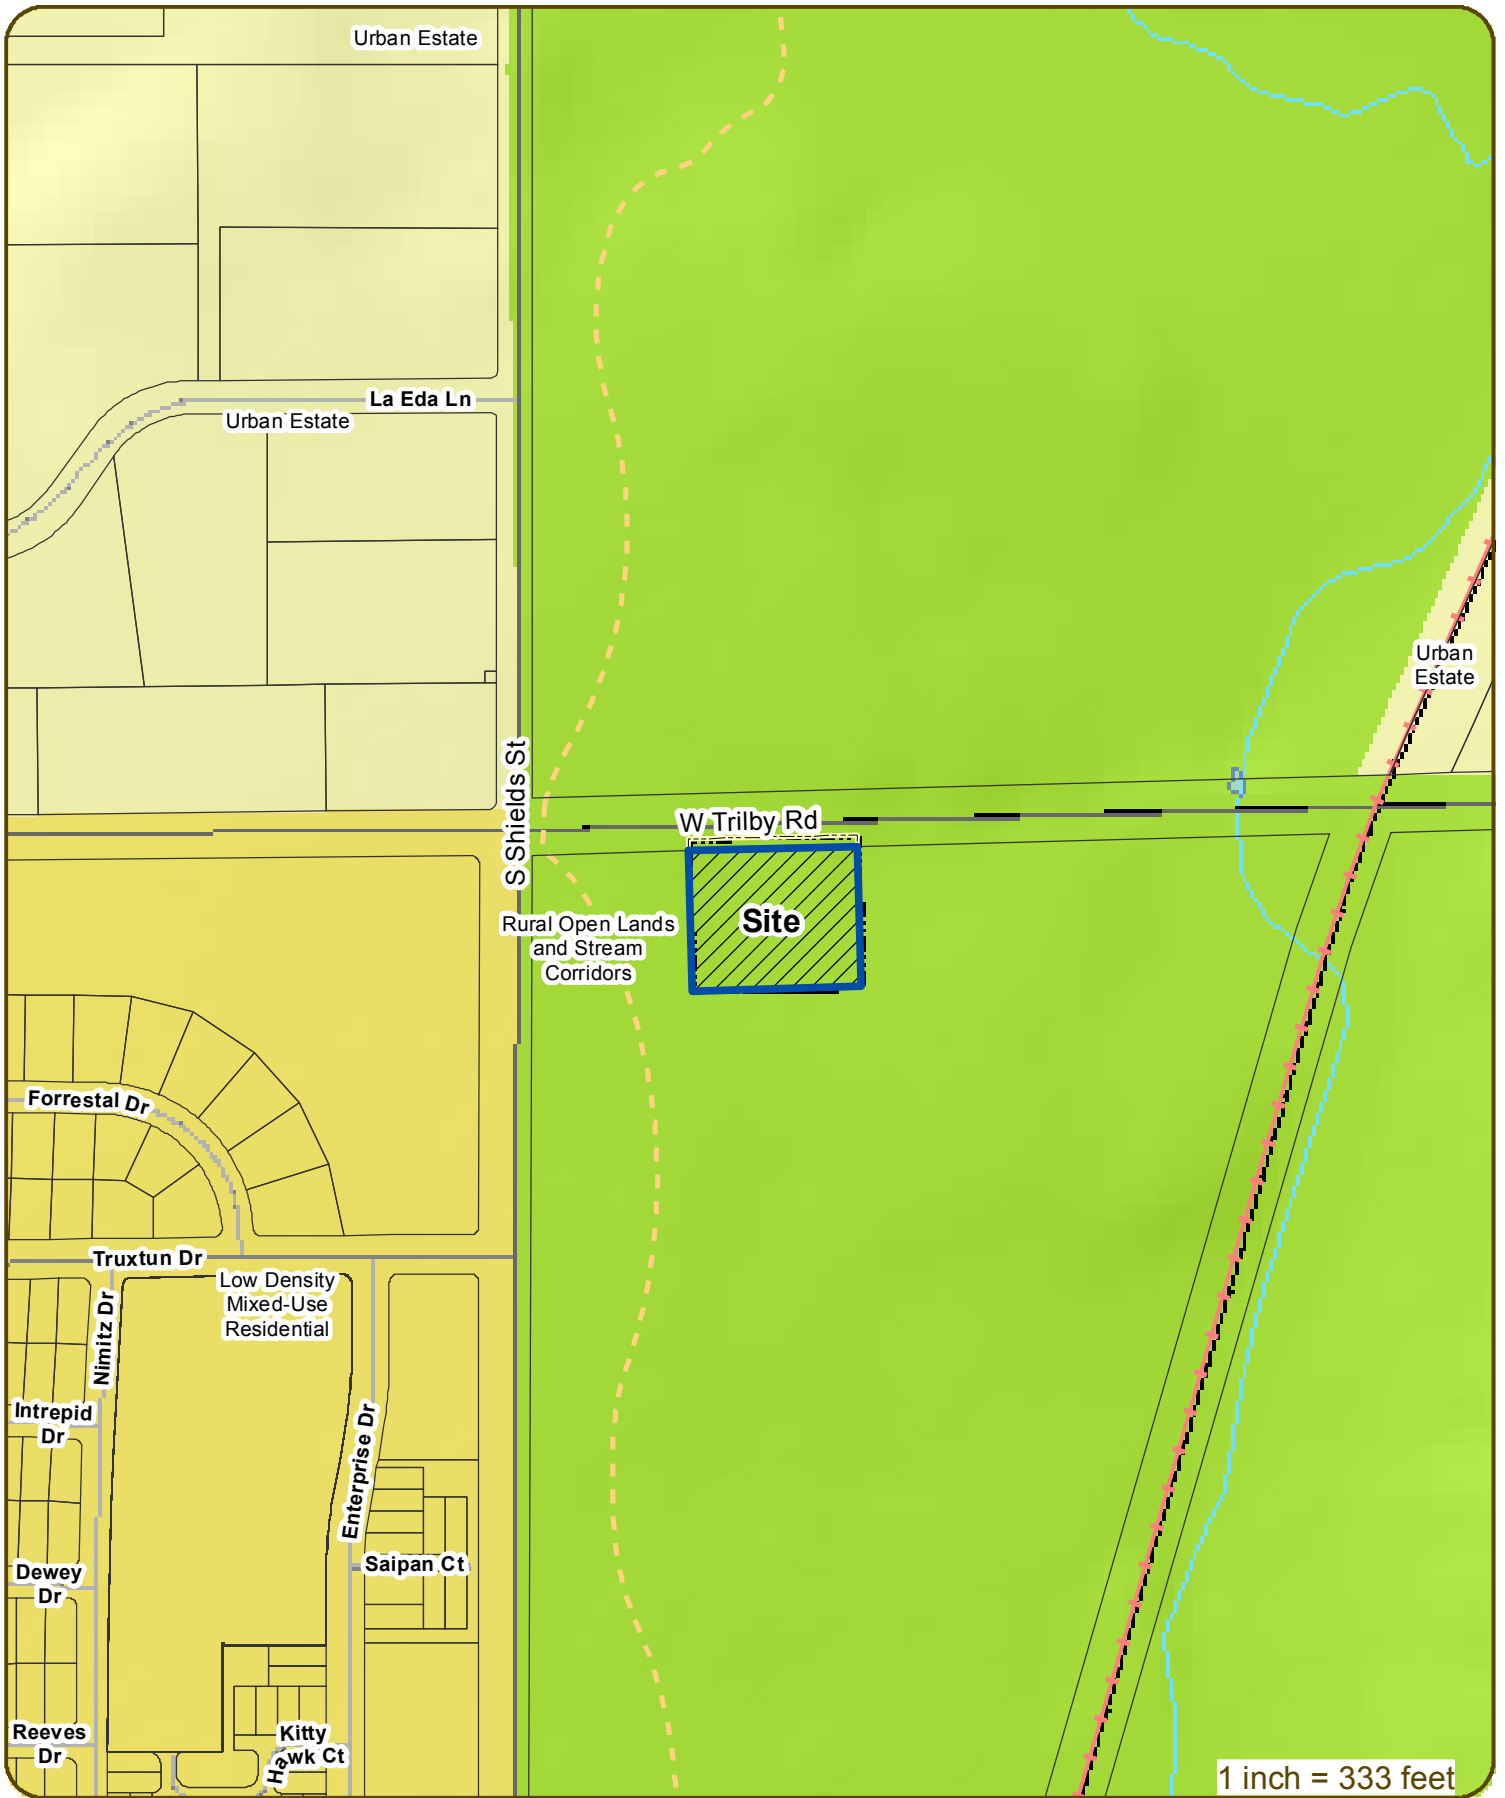 Urban Estate
La Eda Ln
Urban Estate
Urban
Estate
S Shields St
W Trilby Rd
Site
Rural Open Lands
and Stream
Corridors
Forrestal Dr
Truxtun Dr
Low Density
Mixed-Use
Residential
Nimitz Dr
Intrepid
Dr
Enterprise Dr
Saipan Ct
Dewey
Dr
Reeves
Dr
Kitty
Hawk Ct
1 inch = 333 feet